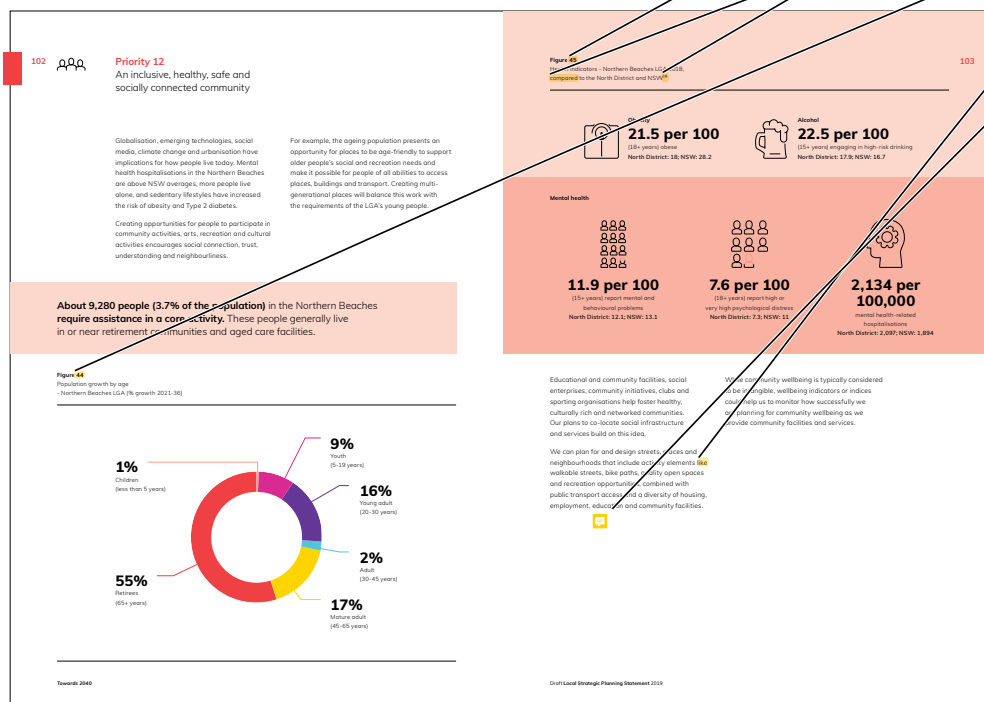 102
Priority 12
An inclusive, healthy, safe and
socially connected community
Globalisation, emerging technologies, social
media, climate change and urbanisation have
implications for how people live today. Mental
health hospitalisations in the Northern Beaches
are above NSW averages, more people live
alone, and sedentary lifestyles have increased
the risk of obesity and Type 2 diabetes.
Creating opportunities for people to participate in
community activities, arts, recreation and cultural
activities encourages social connection, trust,
understanding and neighbourliness.
For example, the ageing population presents an
opportunity for places to be age-friendly to support
older people's social and recreation needs and
make it possible for people of all abilities to access
places, buildings and transport. Creating multi-
generational places will balance this work with
the requirements of the LGA's young people.
About 9,280 people (3.7% of the population) in the Northern Beaches
require assistance in a core activity. These people generally live
in or near retirement communities and aged care facilities.
Figure 44
Population growth by age
- Northern Beaches LGA (% growth 2021-36)
9%
Youth
(5-19 years)
1%
Children
(less than 5 years)
16%
Young adult
(20-30 years)
2%
Adult
(30-45 years)
55%
Retirees
(65+ years)
17%
Mature adult
(45-65 years)
Towards 2040
103
Figure 45
Health indicators - Northern Beaches LGA 2018,
compared to the North District and NSW
Obesity
21.5 per 100
(18+ years) obese
North District: 18; NSW: 28.2
Alcohol
22.5 per 100
(15+ years) engaging in high-risk drinking
North District: 17.9; NSW: 16.7
Mental health
11.9 per 100
(15+ years) report mental and
behavioural problems
North District: 12.1; NSW: 13.1
7.6 per 100
(18+ years) report high or
very high psychological distress
North District: 7.3; NSW: 11
2,134 per
100,000
mental health-related
hospitalisations
North District: 2,097; NSW: 1,894
Educational and community facilities, social
enterprises, community initiatives, clubs and
sporting organisations help foster healthy,
culturally rich and networked communities.
Our plans to co-locate social infrastructure
and services build on this idea.
We can plan for and design streets, places and
neighbourhoods that include activity elements like
walkable streets, bike paths, quality open spaces
and recreation opportunities, combined with
public transport access and a diversity of housing,
employment, education and community facilities.
While community wellbeing is typically considered
to be intangible, wellbeing indicators or indices
could help us to monitor how successfully we
are planning for community wellbeing as we
provide community facilities and services.
Draft Local Strategic Planning Statement 2019